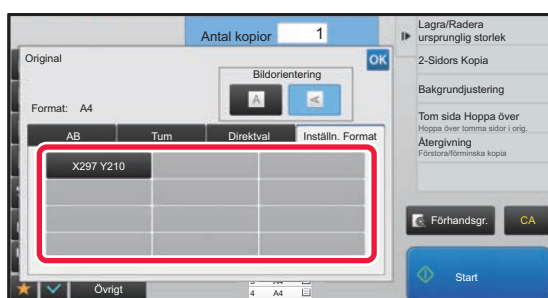 Antal kopior 1
Original
OK
Bildorientering
A
A
Format: A4
AB
Tum
Direktval
Inställn. Format
X297 Y210
Övrigt
4 A4
Lagra/Radera
ursprunglig storlek
2-Sidors Kopia
Bakgrundjustering
Tom sida Hoppa över
Hoppa över tomma sidor i orig.
Återgivning
Förstora/förminska kopia
Förhandsgr.
CA
Start